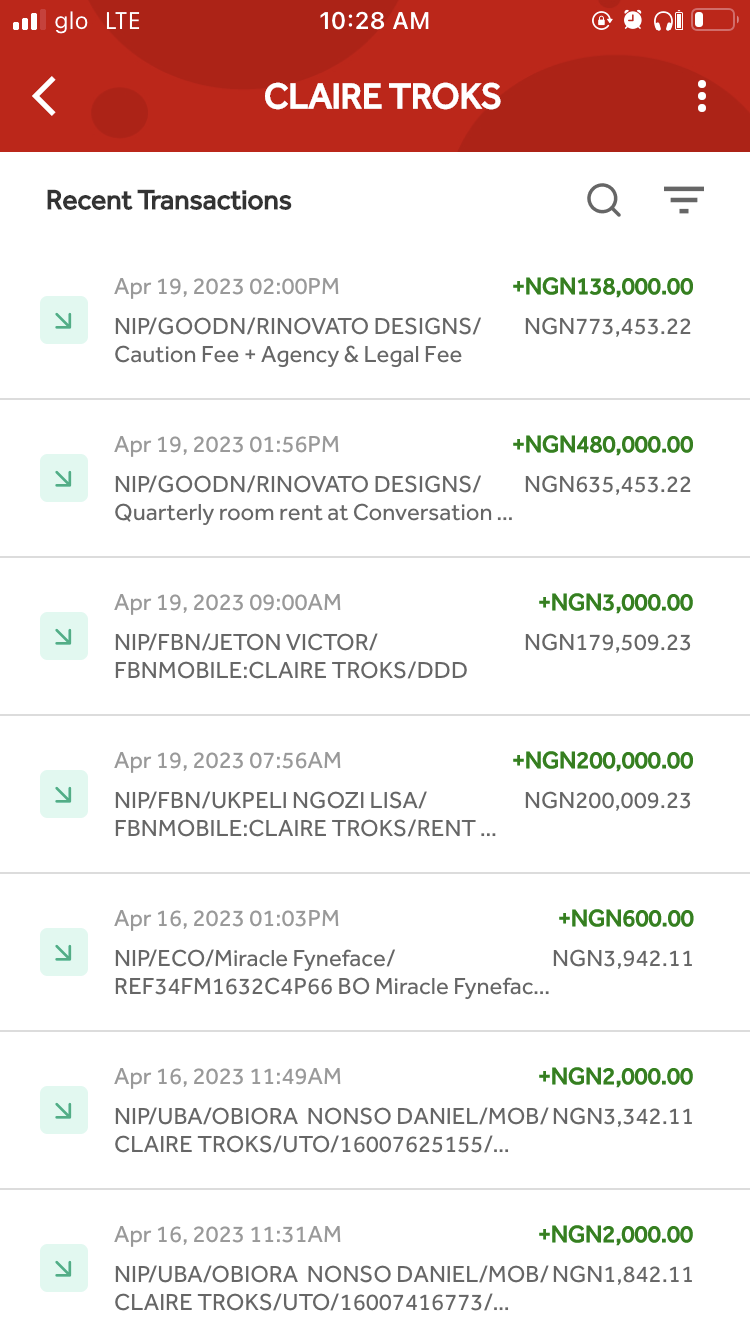 glo LTE 10:28 AM
CLAIRE TROKS
Recent Transactions
Apr 19, 2023 02:00PM +NGN138,000.00
NIP/GOODN/RINOVATO DESIGNS/ NGN773,453.22
Caution Fee + Agency & Legal Fee
Apr 19, 2023 01:56PM +NGN480,000.00
NIP/GOODN/RINOVATO DESIGNS/ NGN635,453.22
Quarterly room rent at Conversation ...
Apr 19, 2023 09:00AM +NGN3,000.00
NIP/FBN/JETON VICTOR/ NGN179,509.23
FBNMOBILE:CLAIRE TROKS/DDD
Apr 19, 2023 07:56AM +NGN200,000.00
NIP/FBN/UKPELI NGOZI LISA/ NGN200,009.23
FBNMOBILE:CLAIRE TROKS/RENT ...
Apr 16, 2023 01:03PM +NGN600.00
NIP/ECO/Miracle Fyneface/ NGN3,942.11
REF34FM1632C4P66 BO Miracle Fynefac...
Apr 16, 2023 11:49AM +NGN2,000.00
NIP/UBA/OBIORA  NONSO DANIEL/MOB/ NGN3,342.11
CLAIRE TROKS/UTO/16007625155/...
Apr 16, 2023 11:31AM +NGN2,000.00
NIP/UBA/OBIORA  NONSO DANIEL/MOB/ NGN1,842.11
CLAIRE TROKS/UTO/16007416773/...